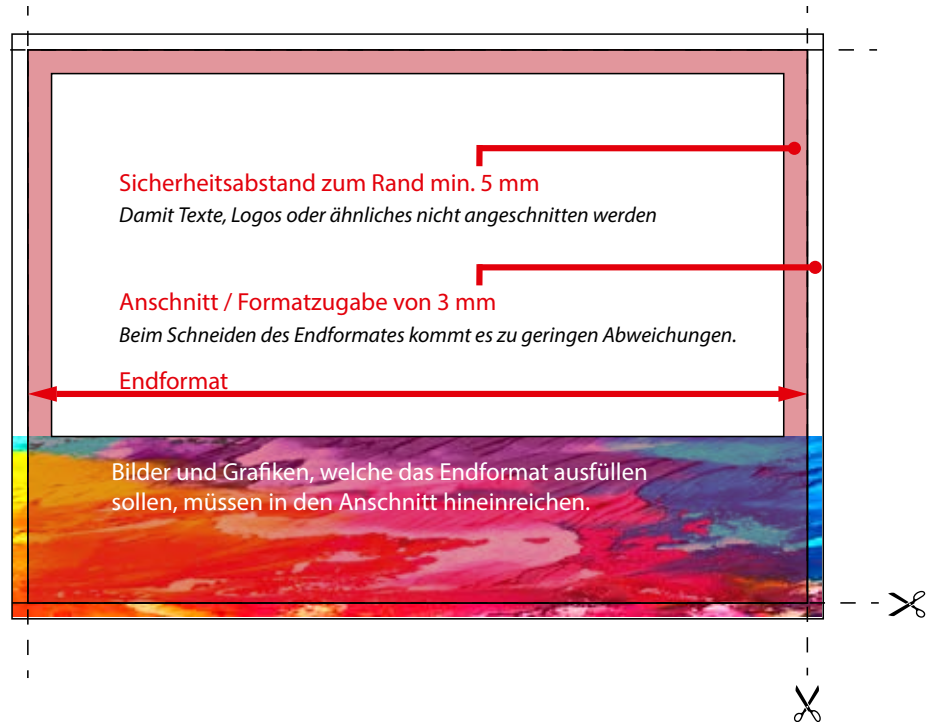 Sicherheitsabstand zum Rand min. 5 mm
Damit Texte, Logos oder ähnliches nicht angeschnitten werden
Anschnitt / Formatzugabe von 3 mm
Beim Schneiden des Endformates kommt es zu geringen Abweichungen.
Endformat
Bilder und Grafiken, welche das Endformat ausfüllen
sollen, müssen in den Anschnitt hineinreichen.